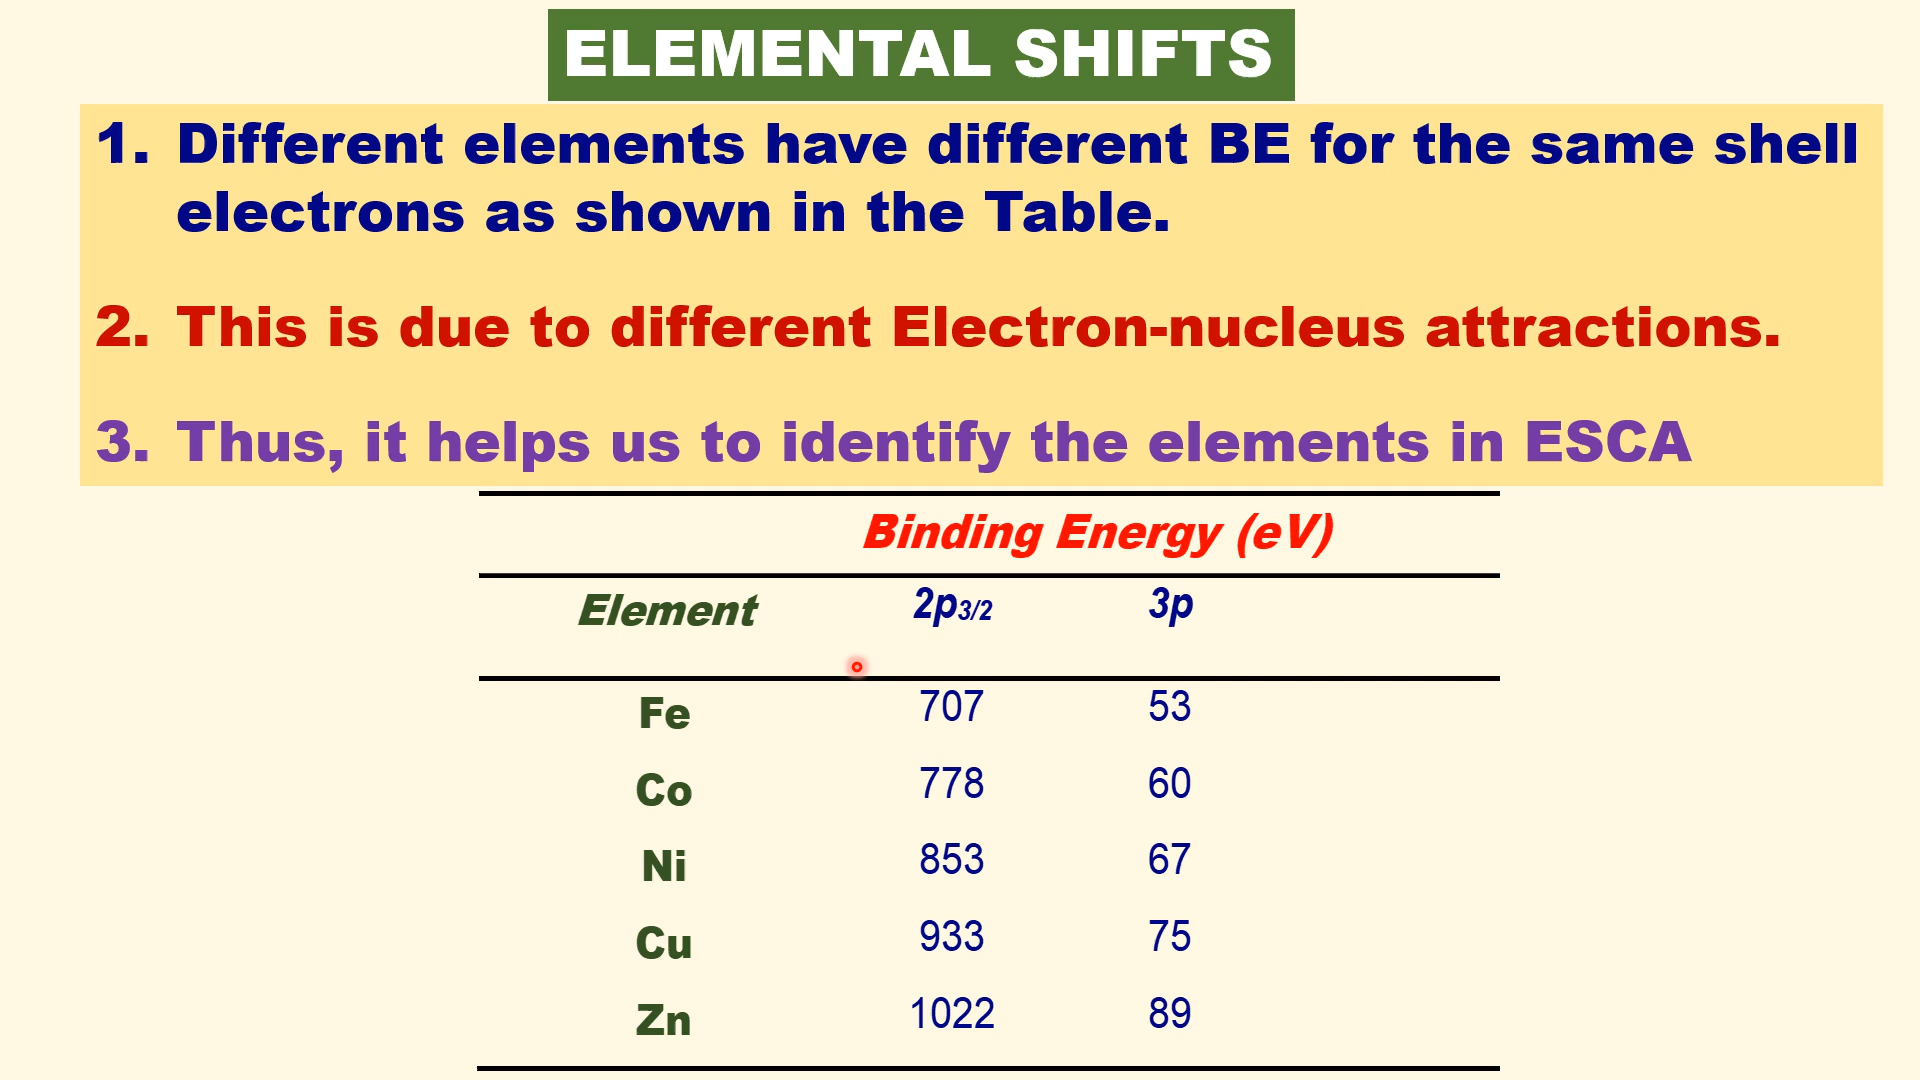 ELEMENTAL SHIFTS
1. Different elements have different BE for the same shell
electrons as shown in the Table.
2. This is due to different Electron-nucleus attractions.
3. Thus, it helps us to identify the elements in ESCA
Binding Energy (eV)
Element 2p3/2 3p
Fe 707 53
Co 778 60
Ni 853 67
Cu 933 75
Zn 1022 89